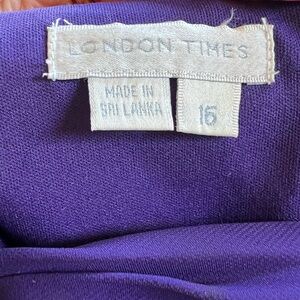 LONDON TIMES
MADE IN
SRI LANKA
16